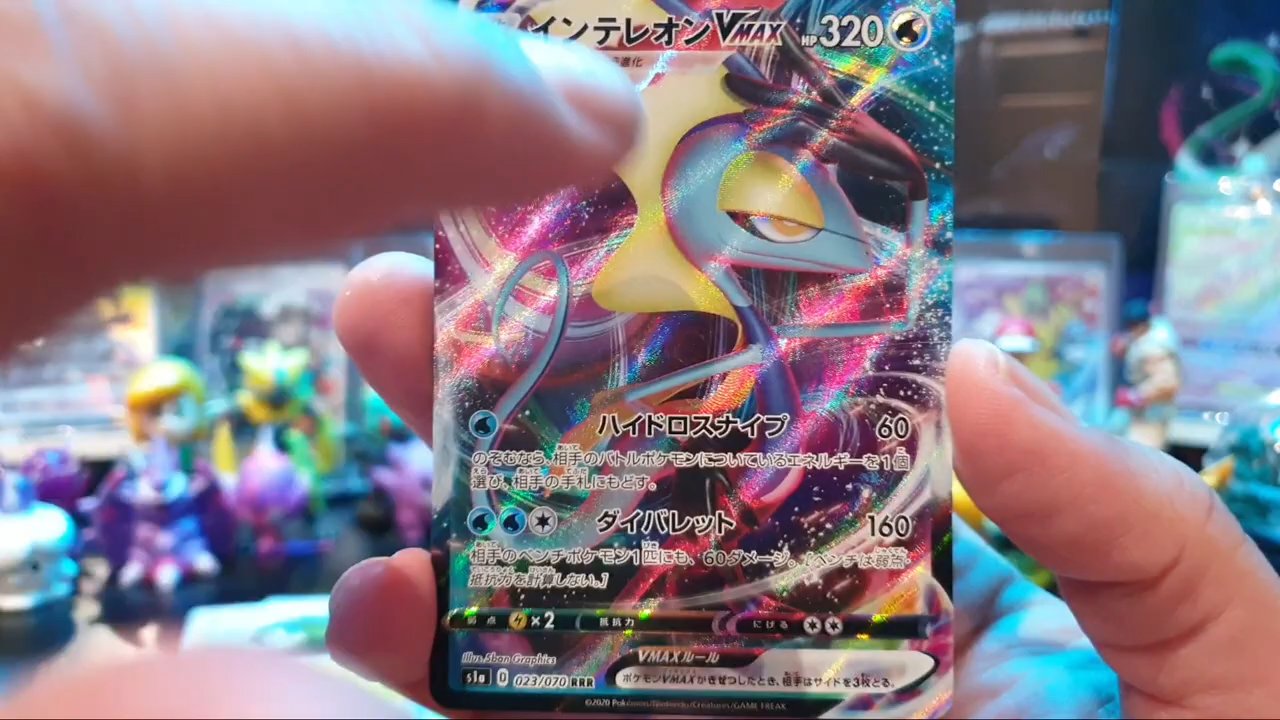 インテレオンVMAX HP320
進化
ハイドロスナイプ 60
のぞむなら、相手のバトルポケモンについているエネルギーを1個
選び、相手の手札にもどす。
ダイバレット 160
相手のベンチポケモン1匹にも、60ダメージ。[ベンチは弱点・
抵抗力を計算しない。]
弱点 ×2 抵抗力 にげる
Illus. 5ban Graphics
VMAXルール
s1a D 023/070 RRR
ポケモンVMAXがきぜつしたとき、相手はサイドを3枚とる。
©2020 Pokémon/Nintendo/Creatures/GAME FREAK